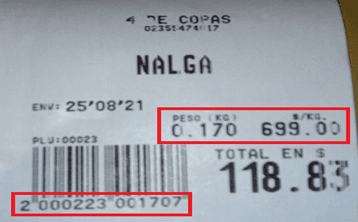 4 DE COPAS
NALGA
ENV: 25'08'21
PESO (KG) $/KG.
0.170 699.00
PLU:00023
TOTAL EN $
118.83
2 000223 001707